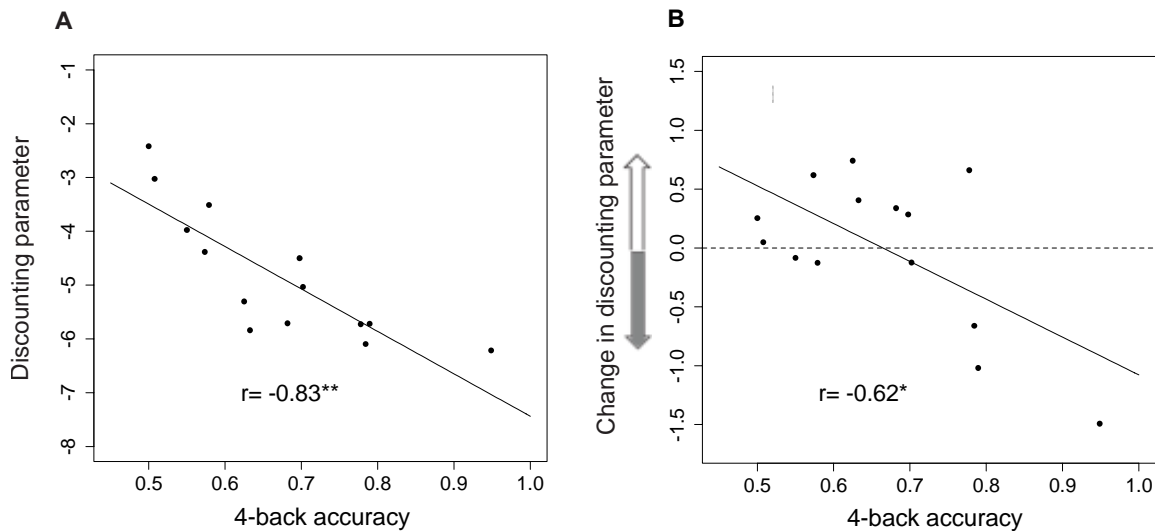 A
Discounting parameter
-1
-2
-3
-4
-5
-6
-7
-8
r= -0.83**
0.5 0.6 0.7 0.8 0.9 1.0
4-back accuracy
B
Change in discounting parameter
1.5
1.0
0.5
0.0
-0.5
-1.0
-1.5
r= -0.62*
0.5 0.6 0.7 0.8 0.9 1.0
4-back accuracy